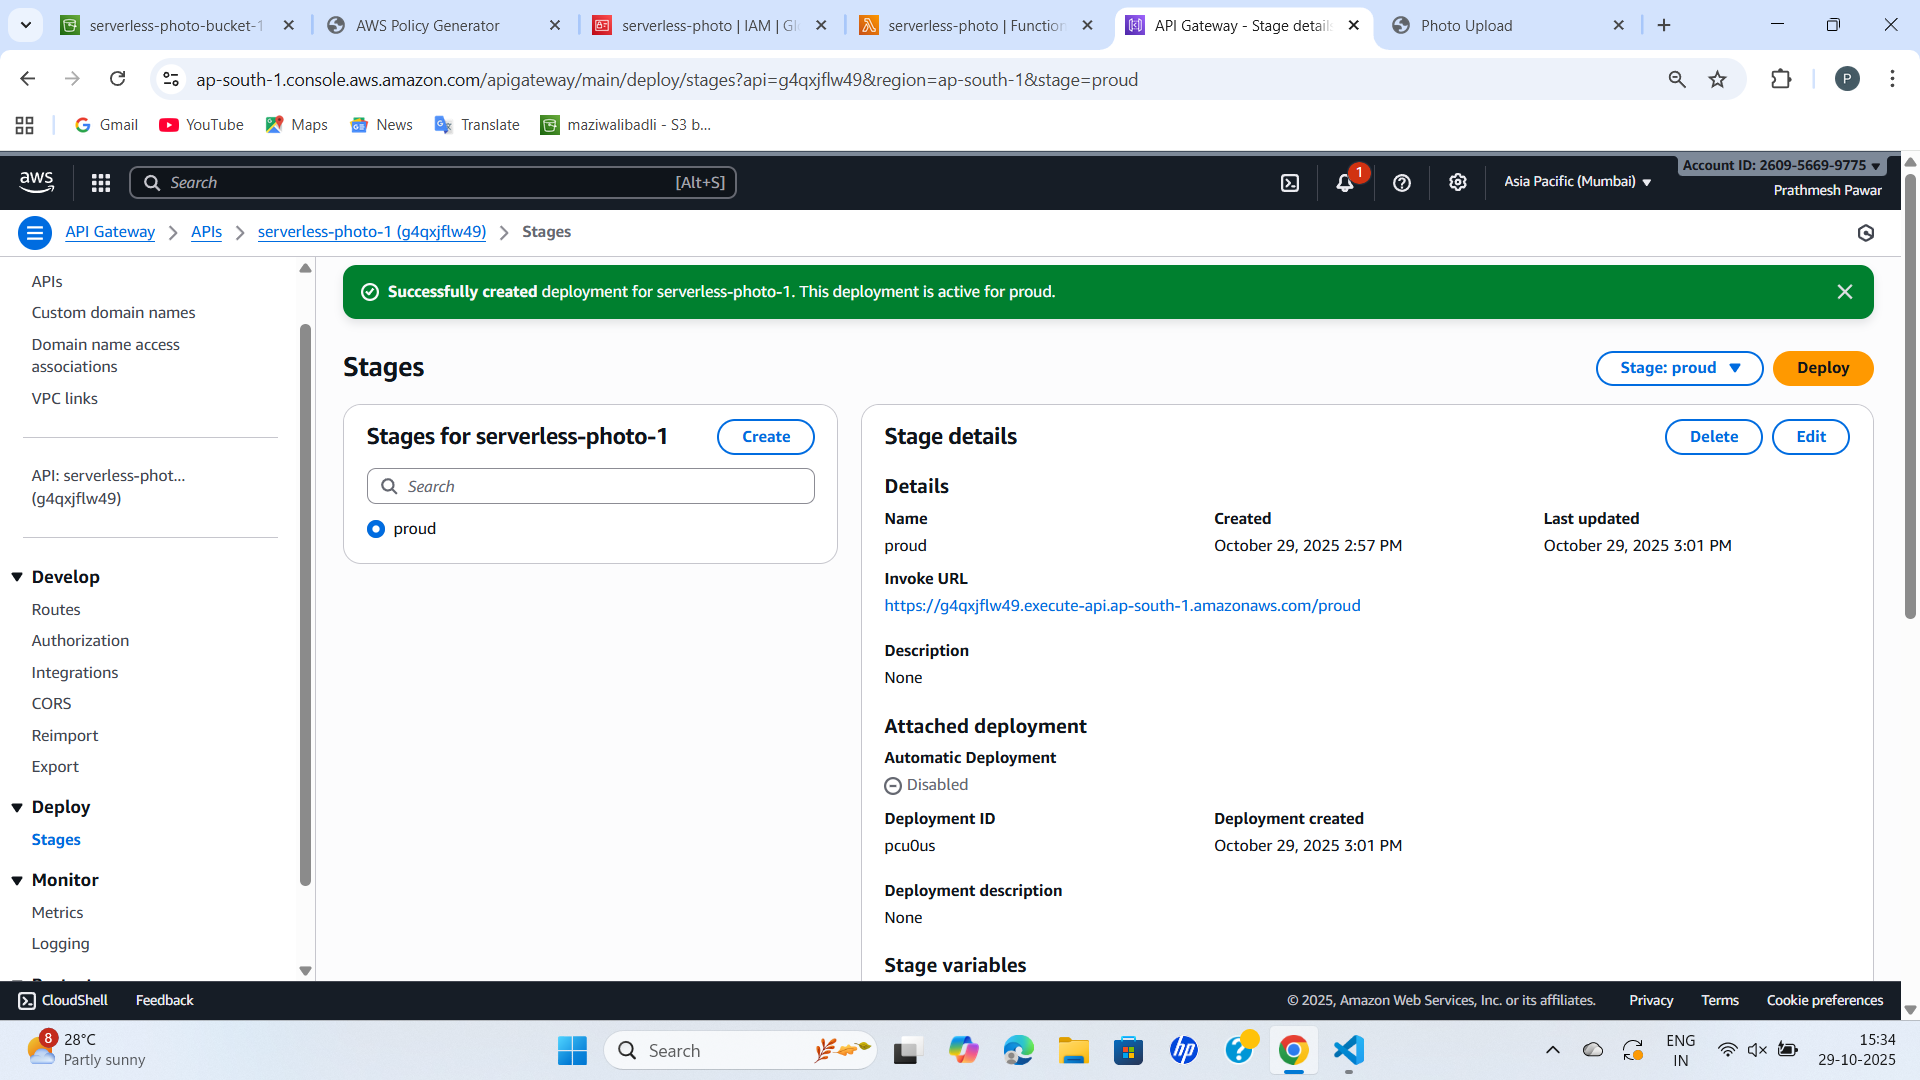 serverless-photo-bucket-1
AWS Policy Generator
serverless-photo | IAM | Gl
serverless-photo | Function
API Gateway - Stage details
Photo Upload
ap-south-1.console.aws.amazon.com/apigateway/main/deploy/stages?api=g4qxjflw49&region=ap-south-1&stage=proud
P
Gmail
YouTube
Maps
News
Translate
maziwalibadli - S3 b...
aws
Search
[Alt+S]
1
Asia Pacific (Mumbai)
Account ID: 2609-5669-9775
Prathmesh Pawar
API Gateway
APIs
serverless-photo-1 (g4qxjflw49)
Stages
APIs
Custom domain names
Domain name access
associations
VPC links
API: serverless-phot...
(g4qxjflw49)
Develop
Routes
Authorization
Integrations
CORS
Reimport
Export
Deploy
Stages
Monitor
Metrics
Logging
Successfully created deployment for serverless-photo-1. This deployment is active for proud.
Stages
Stage: proud
Deploy
Stages for serverless-photo-1
Create
Search
proud
Stage details
Delete
Edit
Details
Name
Created
Last updated
proud
October 29, 2025 2:57 PM
October 29, 2025 3:01 PM
Invoke URL
https://g4qxjflw49.execute-api.ap-south-1.amazonaws.com/proud
Description
None
Attached deployment
Automatic Deployment
Disabled
Deployment ID
Deployment created
pcu0us
October 29, 2025 3:01 PM
Deployment description
None
Stage variables
CloudShell
Feedback
© 2025, Amazon Web Services, Inc. or its affiliates.
Privacy
Terms
Cookie preferences
8
28°C
Partly sunny
Search
hp
ENG
IN
15:34
29-10-2025